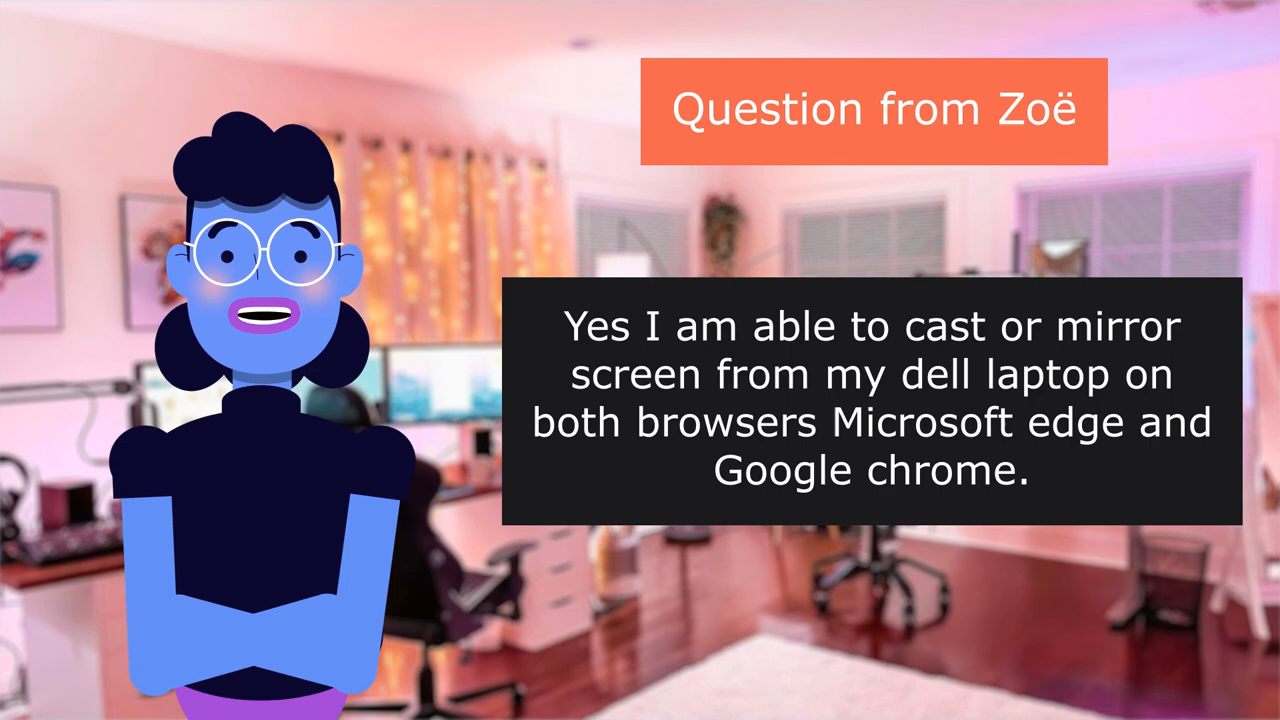 Question from Zoë
Yes I am able to cast or mirror
screen from my dell laptop on
both browsers Microsoft edge and
Google chrome.